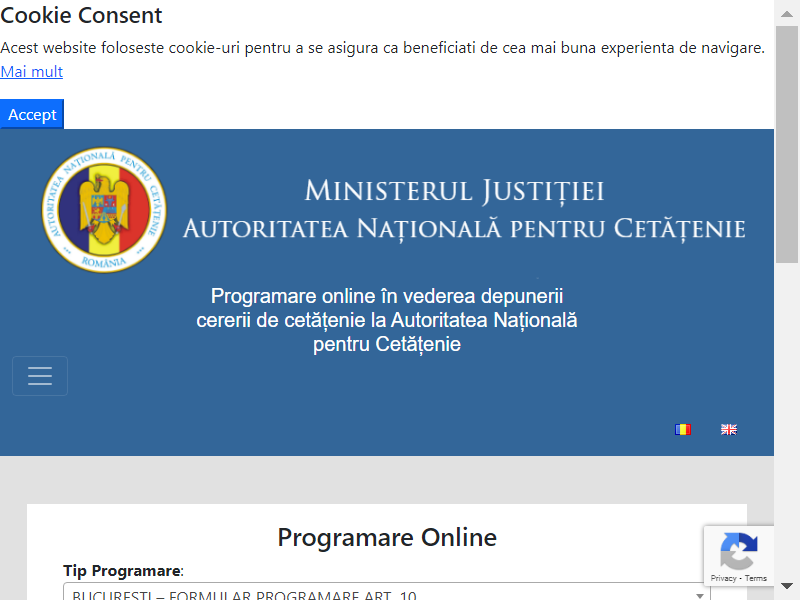 Cookie Consent
Acest website foloseste cookie-uri pentru a se asigura ca beneficiati de cea mai buna experienta de navigare.
Mai mult
Accept
AUTORITATEA NAȚIONALĂ PENTRU CETĂȚENIE
ROMÂNIA
Ministerul Justiției
Autoritatea Națională pentru Cetățenie
Programare online în vederea depunerii
cererii de cetățenie la Autoritatea Națională
pentru Cetățenie
Programare Online
Tip Programare:
BUCUREȘTI – FORMULAR PROGRAMARE ART. 10
Privacy - Terms